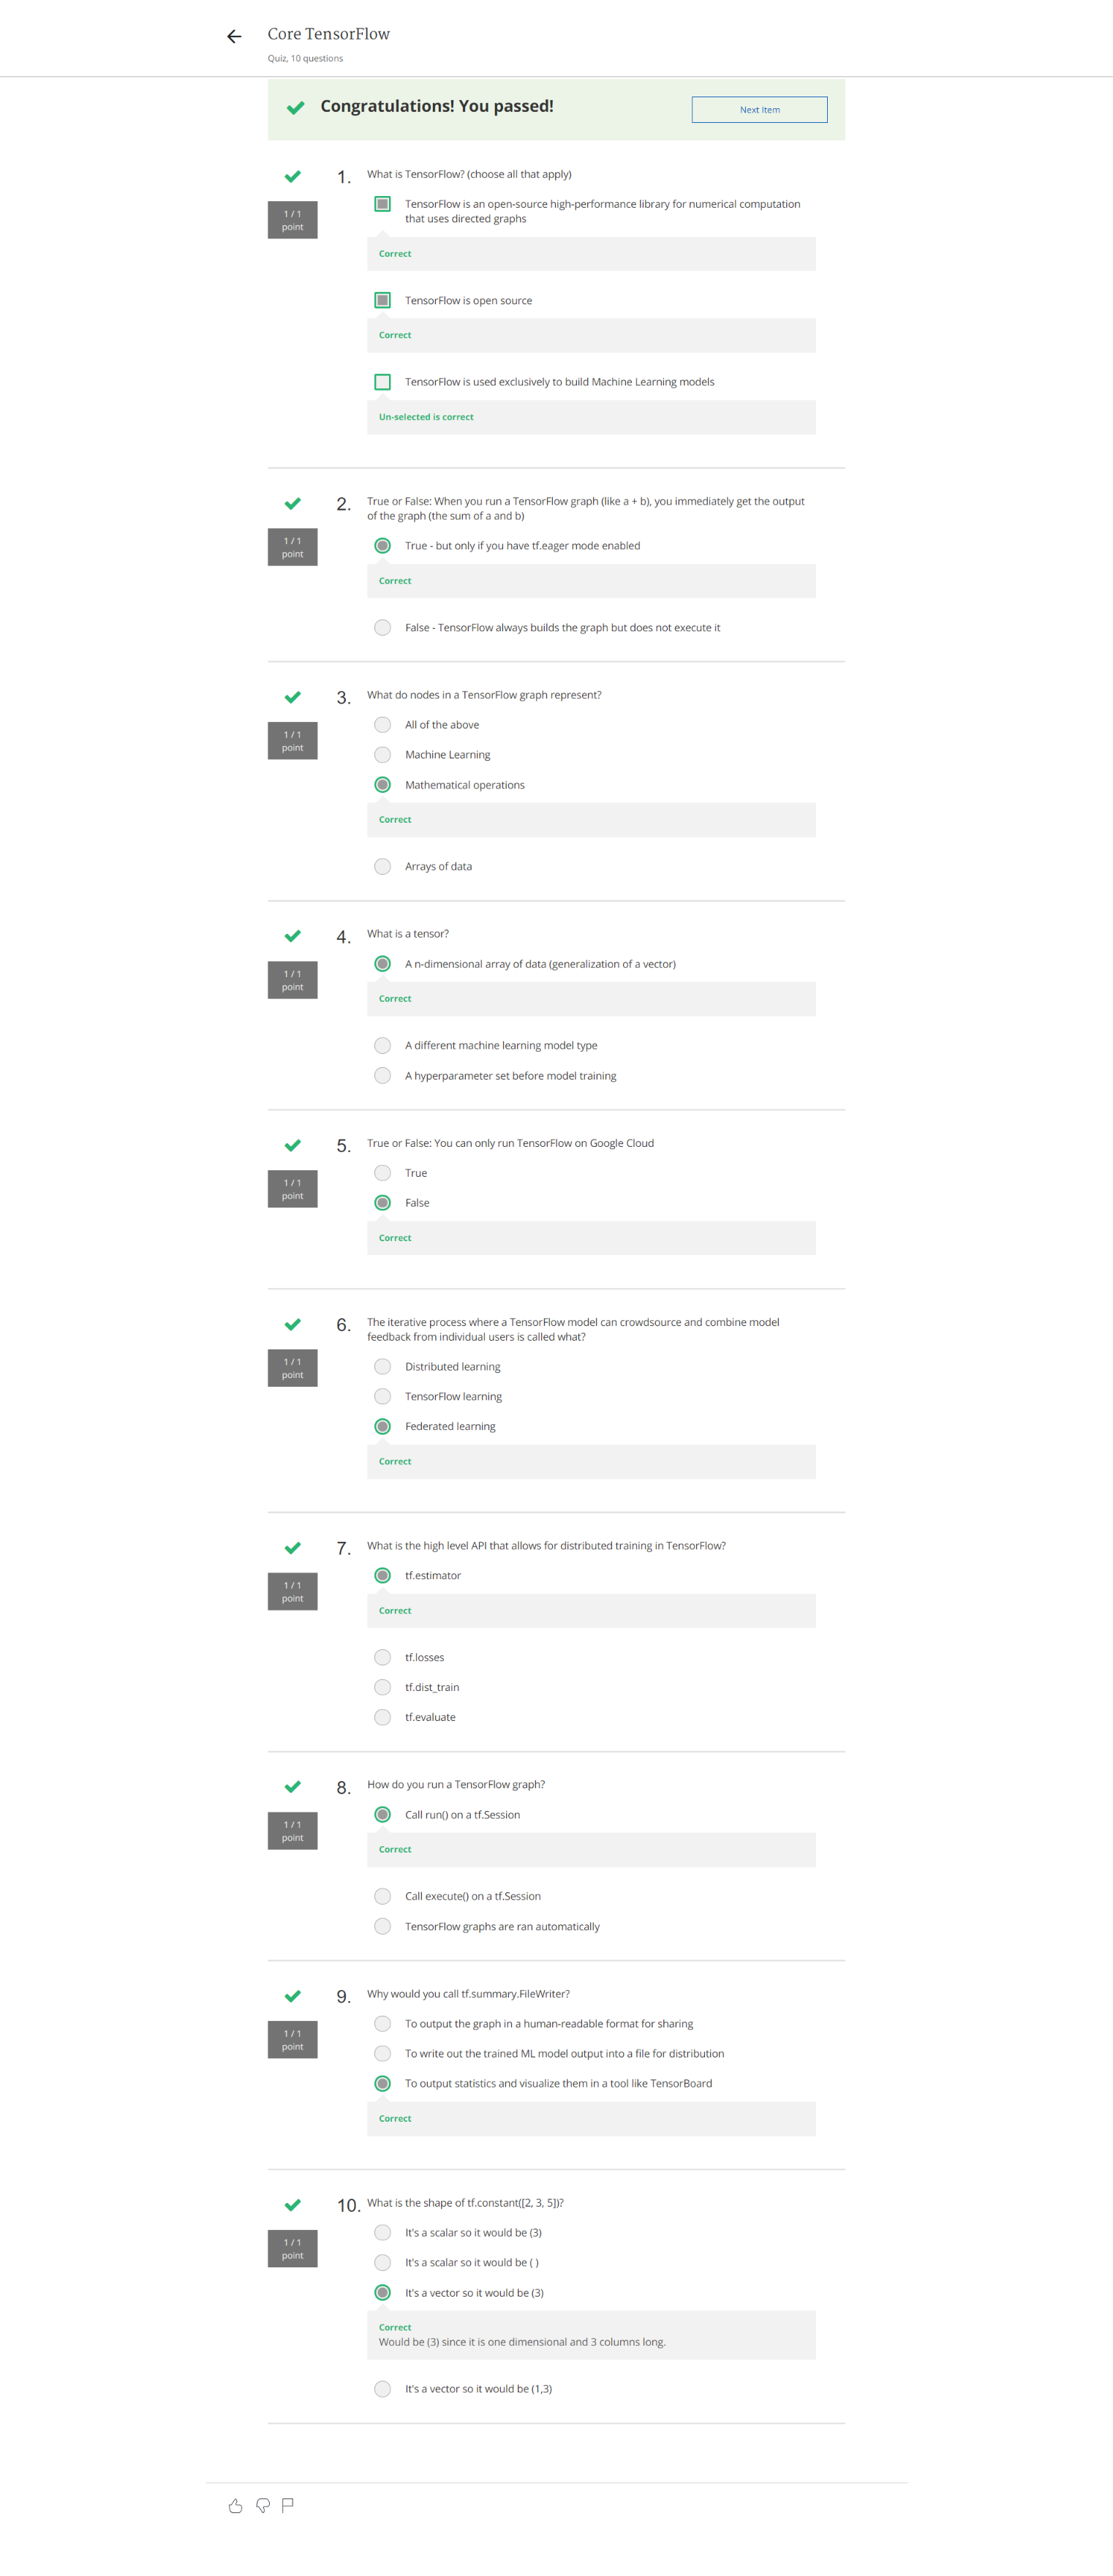 Core TensorFlow
Quiz, 10 questions
Congratulations! You passed!
Next Item
1 / 1
point
1.
What is TensorFlow? (choose all that apply)
TensorFlow is an open-source high-performance library for numerical computation
that uses directed graphs
Correct
TensorFlow is open source
Correct
TensorFlow is used exclusively to build Machine Learning models
Un-selected is correct
1 / 1
point
2.
True or False: When you run a TensorFlow graph (like a + b), you immediately get the output
of the graph (the sum of a and b)
True - but only if you have tf.eager mode enabled
Correct
False - TensorFlow always builds the graph but does not execute it
1 / 1
point
3.
What do nodes in a TensorFlow graph represent?
All of the above
Machine Learning
Mathematical operations
Correct
Arrays of data
1 / 1
point
4.
What is a tensor?
A n-dimensional array of data (generalization of a vector)
Correct
A different machine learning model type
A hyperparameter set before model training
1 / 1
point
5.
True or False: You can only run TensorFlow on Google Cloud
True
False
Correct
1 / 1
point
6.
The iterative process where a TensorFlow model can crowdsource and combine model
feedback from individual users is called what?
Distributed learning
TensorFlow learning
Federated learning
Correct
1 / 1
point
7.
What is the high level API that allows for distributed training in TensorFlow?
tf.estimator
Correct
tf.losses
tf.dist_train
tf.evaluate
1 / 1
point
8.
How do you run a TensorFlow graph?
Call run() on a tf.Session
Correct
Call execute() on a tf.Session
TensorFlow graphs are ran automatically
1 / 1
point
9.
Why would you call tf.summary.FileWriter?
To output the graph in a human-readable format for sharing
To write out the trained ML model output into a file for distribution
To output statistics and visualize them in a tool like TensorBoard
Correct
1 / 1
point
10.
What is the shape of tf.constant([2, 3, 5])?
It's a scalar so it would be (3)
It's a scalar so it would be ( )
It's a vector so it would be (3)
Correct
Would be (3) since it is one dimensional and 3 columns long.
It's a vector so it would be (1,3)